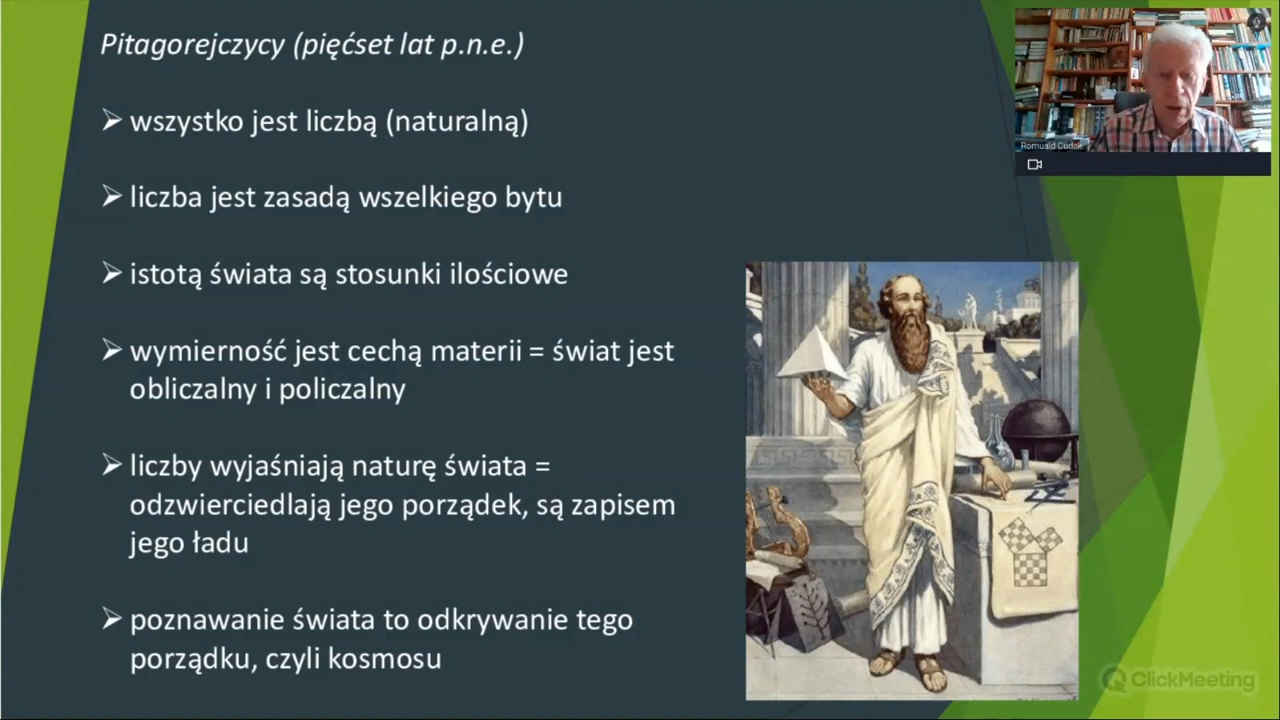 Pitagorejczycy (pięćset lat p.n.e.)
wszystko jest liczbą (naturalną)
liczba jest zasadą wszelkiego bytu
istotą świata są stosunki ilościowe
wymierność jest cechą materii = świat jest
obliczalny i policzalny
liczby wyjaśniają naturę świata =
odzwierciedlają jego porządek, są zapisem
jego ładu
poznawanie świata to odkrywanie tego
porządku, czyli kosmosu
Romuald Cudak
ClickMeeting